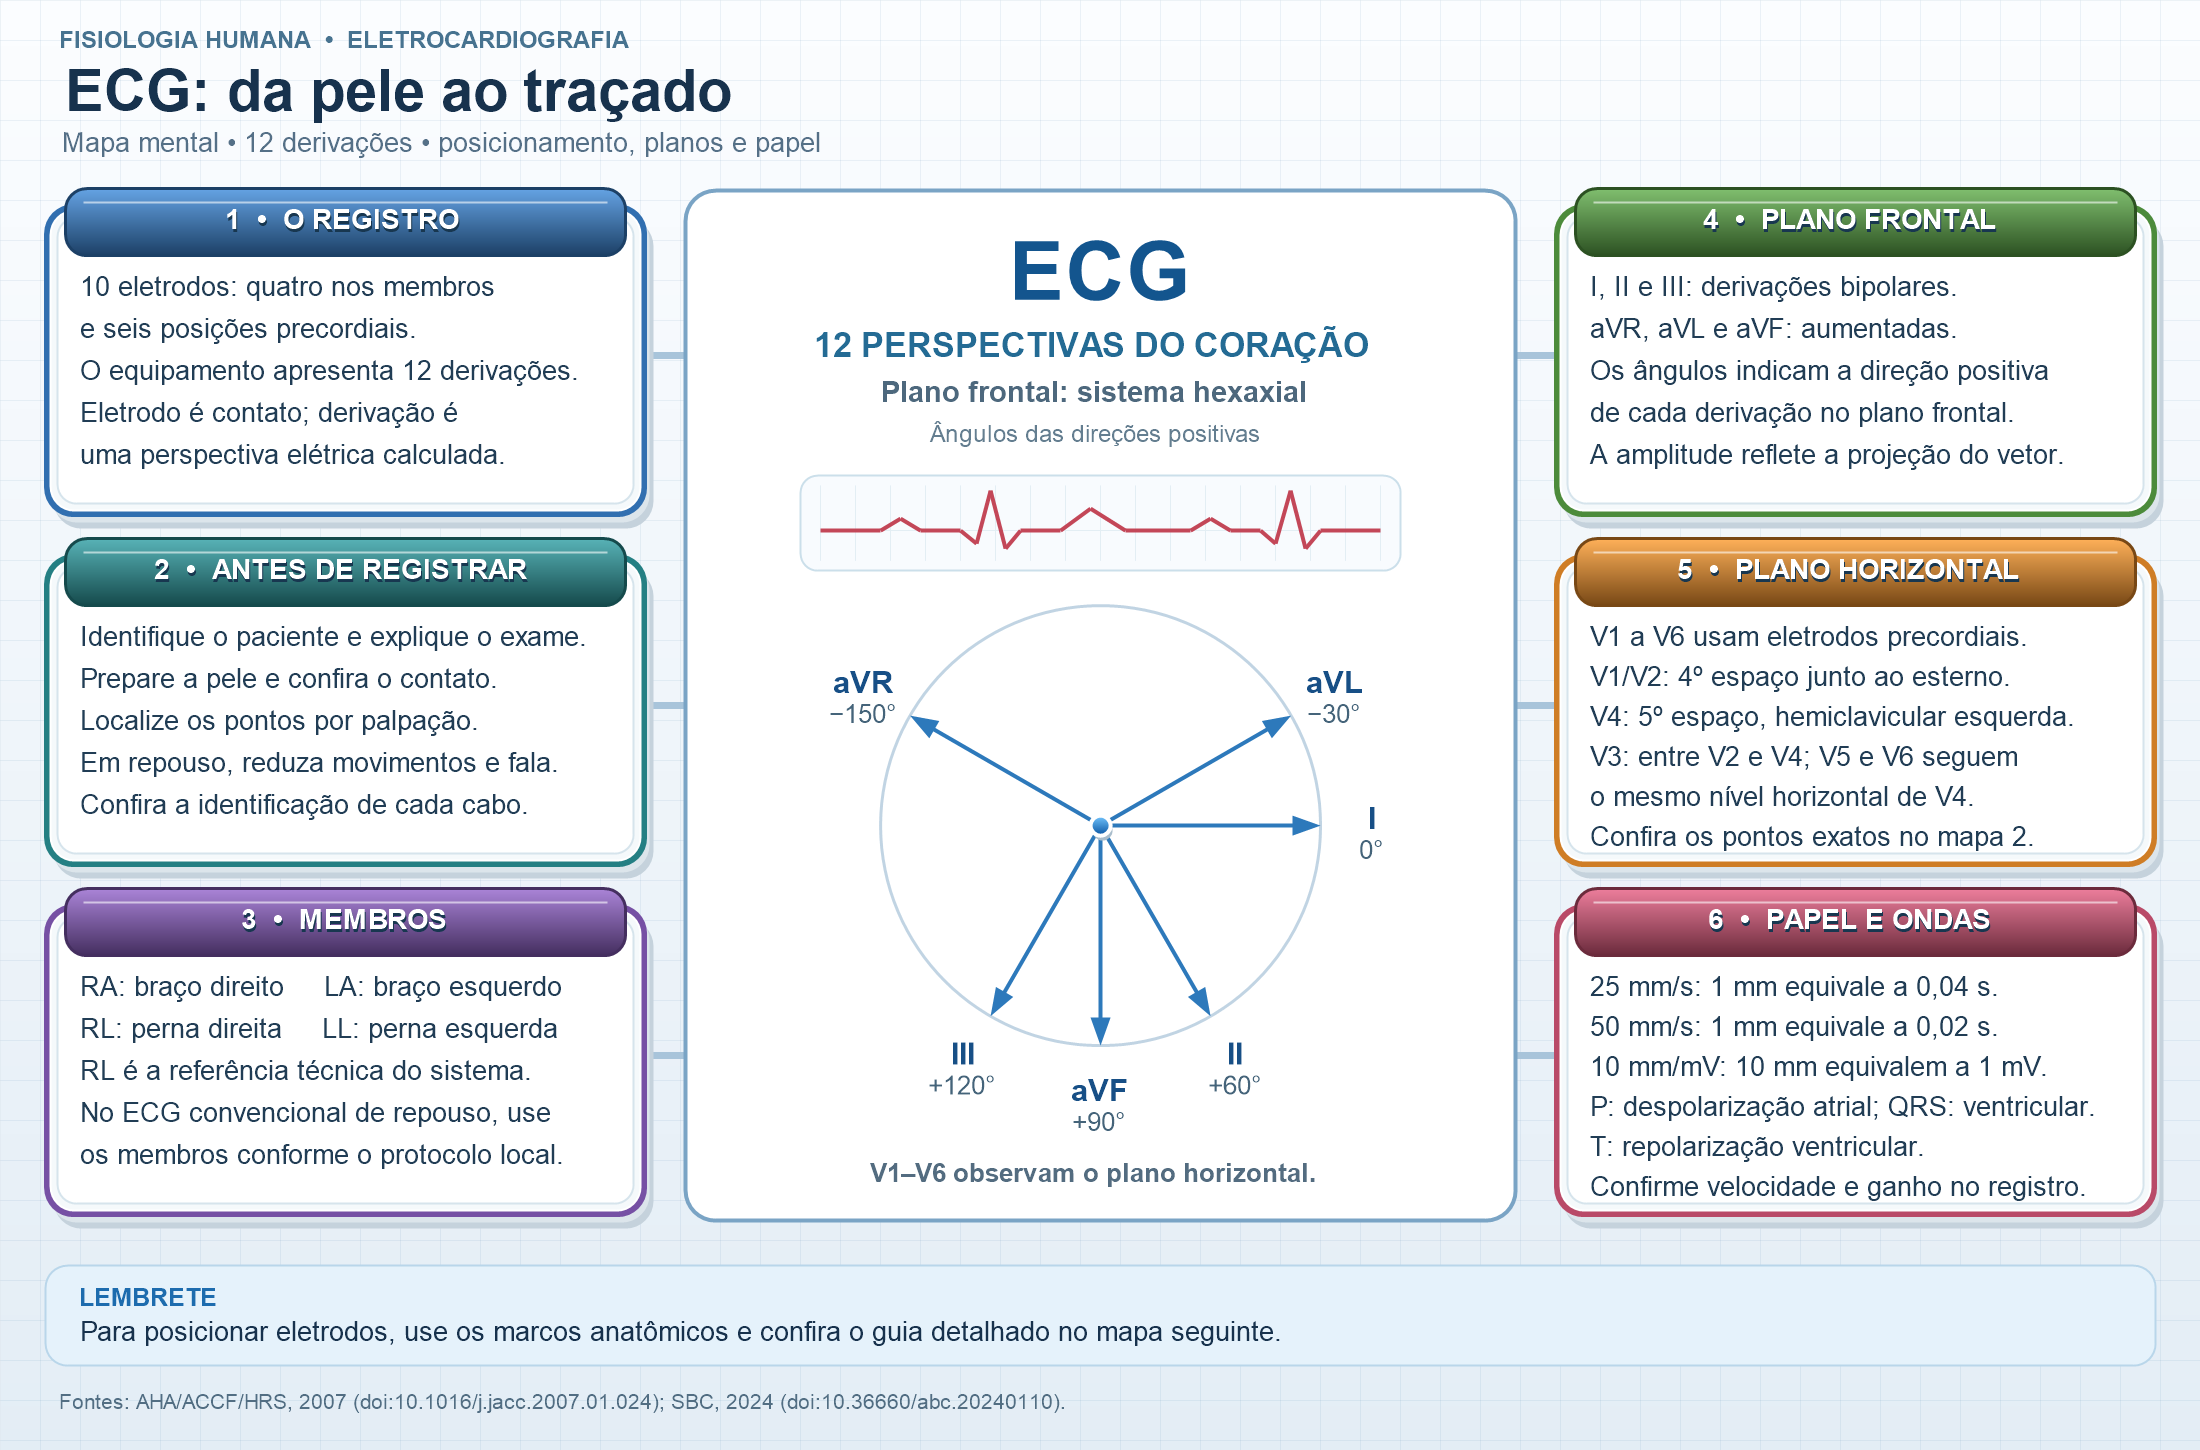 FISIOLOGIA HUMANA • ELETROCARDIOGRAFIA
ECG: da pele ao traçado
Mapa mental • 12 derivações • posicionamento, planos e papel
1 • O REGISTRO
10 eletrodos: quatro nos membros
e seis posições precordiais.
O equipamento apresenta 12 derivações.
Eletrodo é contato; derivação é
uma perspectiva elétrica calculada.
2 • ANTES DE REGISTRAR
Identifique o paciente e explique o exame.
Prepare a pele e confira o contato.
Localize os pontos por palpação.
Em repouso, reduza movimentos e fala.
Confira a identificação de cada cabo.
3 • MEMBROS
RA: braço direito LA: braço esquerdo
RL: perna direita LL: perna esquerda
RL é a referência técnica do sistema.
No ECG convencional de repouso, use
os membros conforme o protocolo local.
ECG
12 PERSPECTIVAS DO CORAÇÃO
Plano frontal: sistema hexaxial
Ângulos das direções positivas
aVR
−150°
aVL
−30°
I
0°
III
+120°
aVF
+90°
II
+60°
V1–V6 observam o plano horizontal.
4 • PLANO FRONTAL
I, II e III: derivações bipolares.
aVR, aVL e aVF: aumentadas.
Os ângulos indicam a direção positiva
de cada derivação no plano frontal.
A amplitude reflete a projeção do vetor.
5 • PLANO HORIZONTAL
V1 a V6 usam eletrodos precordiais.
V1/V2: 4º espaço junto ao esterno.
V4: 5º espaço, hemiclavicular esquerda.
V3: entre V2 e V4; V5 e V6 seguem
o mesmo nível horizontal de V4.
Confira os pontos exatos no mapa 2.
6 • PAPEL E ONDAS
25 mm/s: 1 mm equivale a 0,04 s.
50 mm/s: 1 mm equivale a 0,02 s.
10 mm/mV: 10 mm equivalem a 1 mV.
P: despolarização atrial; QRS: ventricular.
T: repolarização ventricular.
Confirme velocidade e ganho no registro.
LEMBRETE
Para posicionar eletrodos, use os marcos anatômicos e confira o guia detalhado no mapa seguinte.
Fontes: AHA/ACCF/HRS, 2007 (doi:10.1016/j.jacc.2007.01.024); SBC, 2024 (doi:10.36660/abc.20240110).